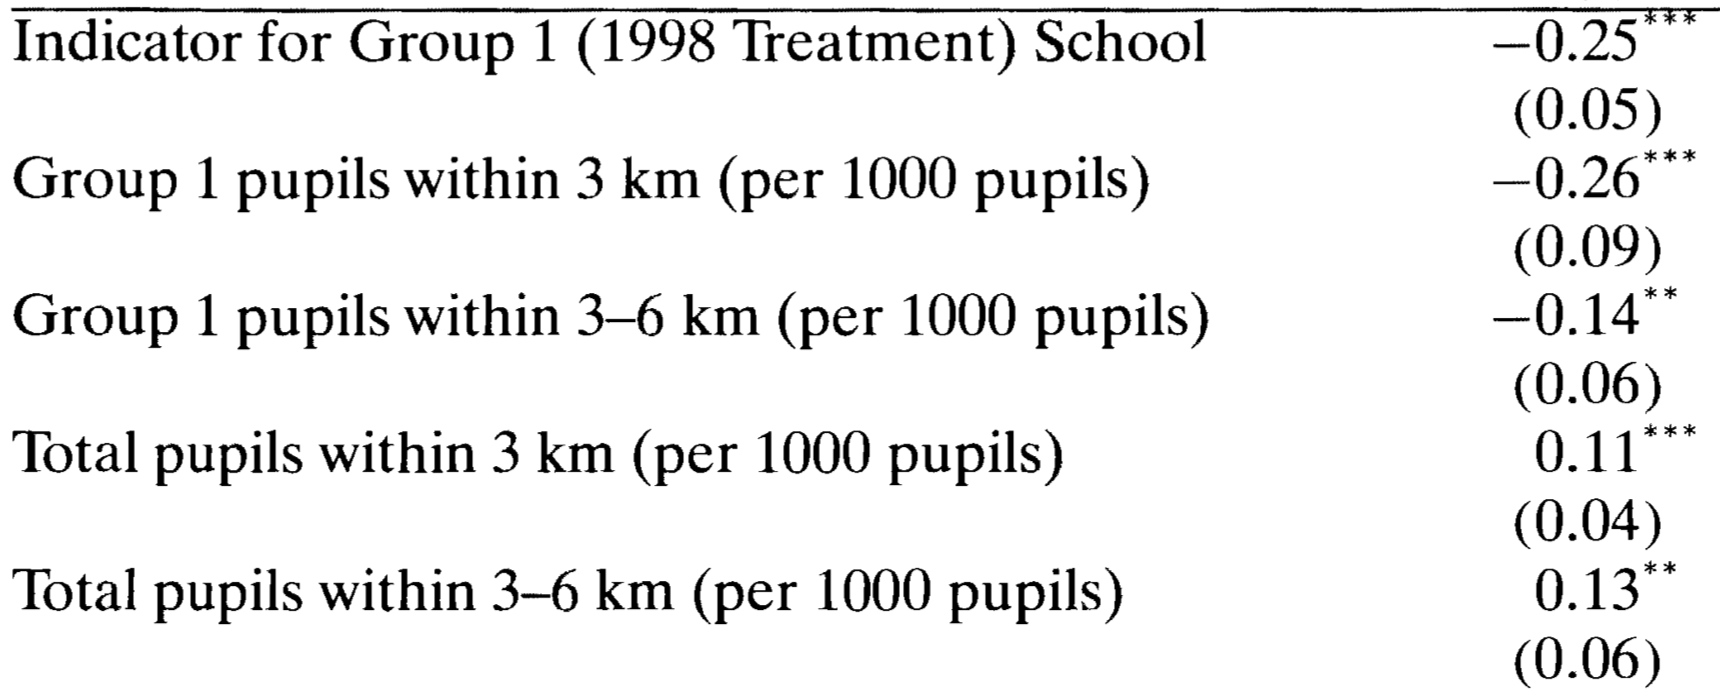 Indicator for Group 1 (1998 Treatment) School −0.25***
(0.05)
Group 1 pupils within 3 km (per 1000 pupils) −0.26***
(0.09)
Group 1 pupils within 3–6 km (per 1000 pupils) −0.14**
(0.06)
Total pupils within 3 km (per 1000 pupils) 0.11***
(0.04)
Total pupils within 3–6 km (per 1000 pupils) 0.13**
(0.06)